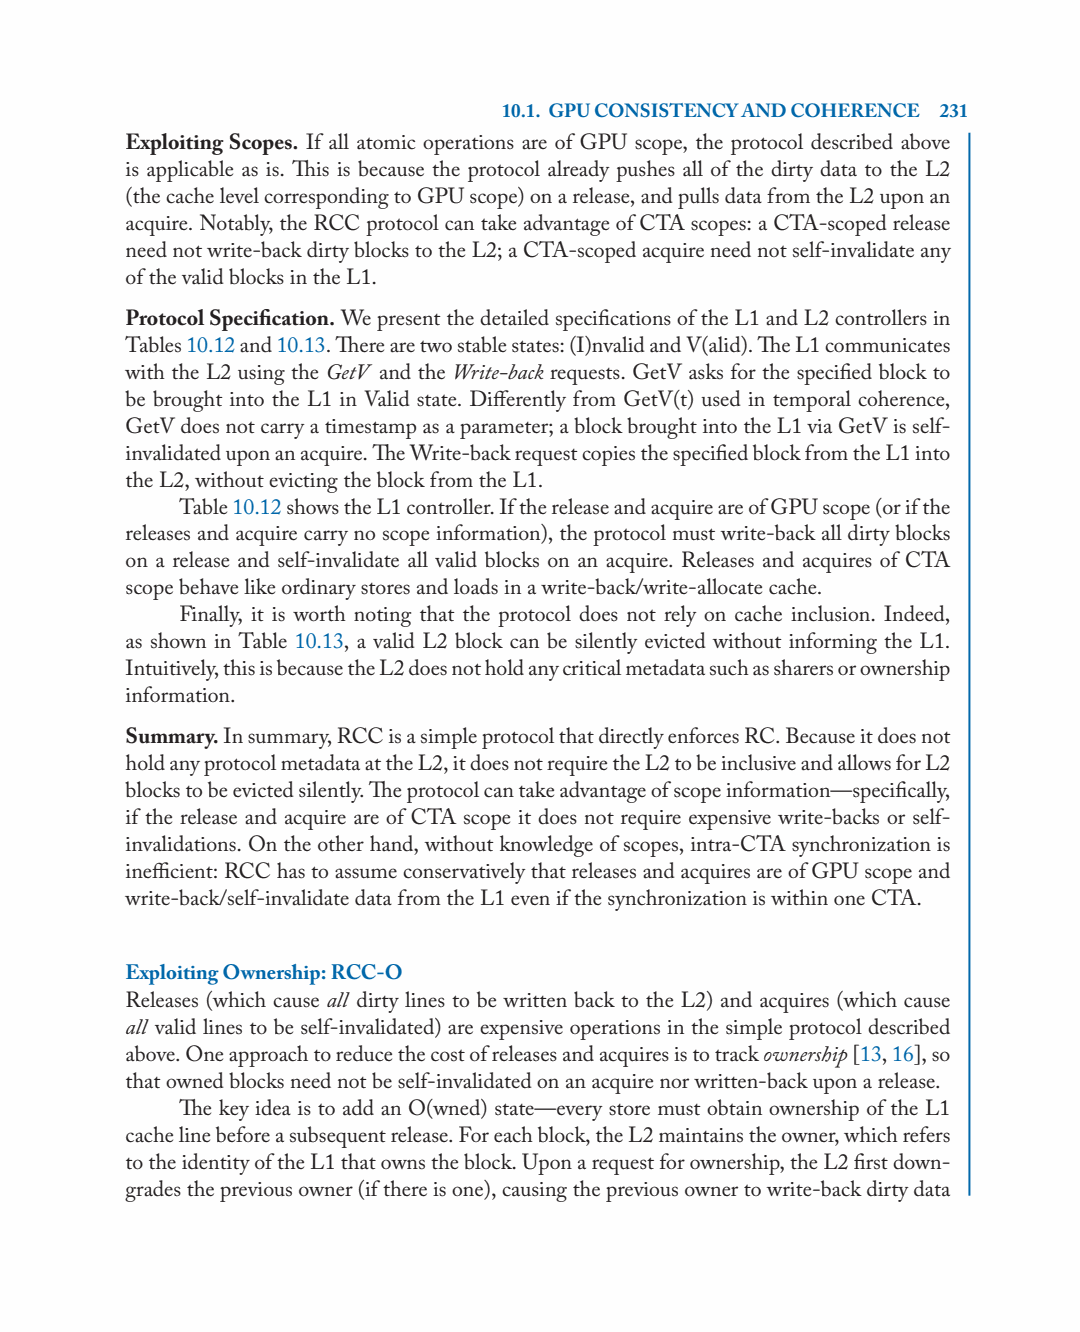 10.1. GPU CONSISTENCY AND COHERENCE 231
Exploiting Scopes. If all atomic operations are of GPU scope, the protocol described above
is applicable as is. This is because the protocol already pushes all of the dirty data to the L2
(the cache level corresponding to GPU scope) on a release, and pulls data from the L2 upon an
acquire. Notably, the RCC protocol can take advantage of CTA scopes: a CTA-scoped release
need not write-back dirty blocks to the L2; a CTA-scoped acquire need not self-invalidate any
of the valid blocks in the L1.
Protocol Specification. We present the detailed specifications of the L1 and L2 controllers in
Tables 10.12 and 10.13. There are two stable states: (I)nvalid and V(alid). The L1 communicates
with the L2 using the GetV and the Write-back requests. GetV asks for the specified block to
be brought into the L1 in Valid state. Differently from GetV(t) used in temporal coherence,
GetV does not carry a timestamp as a parameter; a block brought into the L1 via GetV is self-
invalidated upon an acquire. The Write-back request copies the specified block from the L1 into
the L2, without evicting the block from the L1.
Table 10.12 shows the L1 controller. If the release and acquire are of GPU scope (or if the
releases and acquire carry no scope information), the protocol must write-back all dirty blocks
on a release and self-invalidate all valid blocks on an acquire. Releases and acquires of CTA
scope behave like ordinary stores and loads in a write-back/write-allocate cache.
Finally, it is worth noting that the protocol does not rely on cache inclusion. Indeed,
as shown in Table 10.13, a valid L2 block can be silently evicted without informing the L1.
Intuitively, this is because the L2 does not hold any critical metadata such as sharers or ownership
information.
Summary. In summary, RCC is a simple protocol that directly enforces RC. Because it does not
hold any protocol metadata at the L2, it does not require the L2 to be inclusive and allows for L2
blocks to be evicted silently. The protocol can take advantage of scope information—specifically,
if the release and acquire are of CTA scope it does not require expensive write-backs or self-
invalidations. On the other hand, without knowledge of scopes, intra-CTA synchronization is
inefficient: RCC has to assume conservatively that releases and acquires are of GPU scope and
write-back/self-invalidate data from the L1 even if the synchronization is within one CTA.
Exploiting Ownership: RCC-O
Releases (which cause all dirty lines to be written back to the L2) and acquires (which cause
all valid lines to be self-invalidated) are expensive operations in the simple protocol described
above. One approach to reduce the cost of releases and acquires is to track ownership [13, 16], so
that owned blocks need not be self-invalidated on an acquire nor written-back upon a release.
The key idea is to add an O(wned) state—every store must obtain ownership of the L1
cache line before a subsequent release. For each block, the L2 maintains the owner, which refers
to the identity of the L1 that owns the block. Upon a request for ownership, the L2 first down-
grades the previous owner (if there is one), causing the previous owner to write-back dirty data